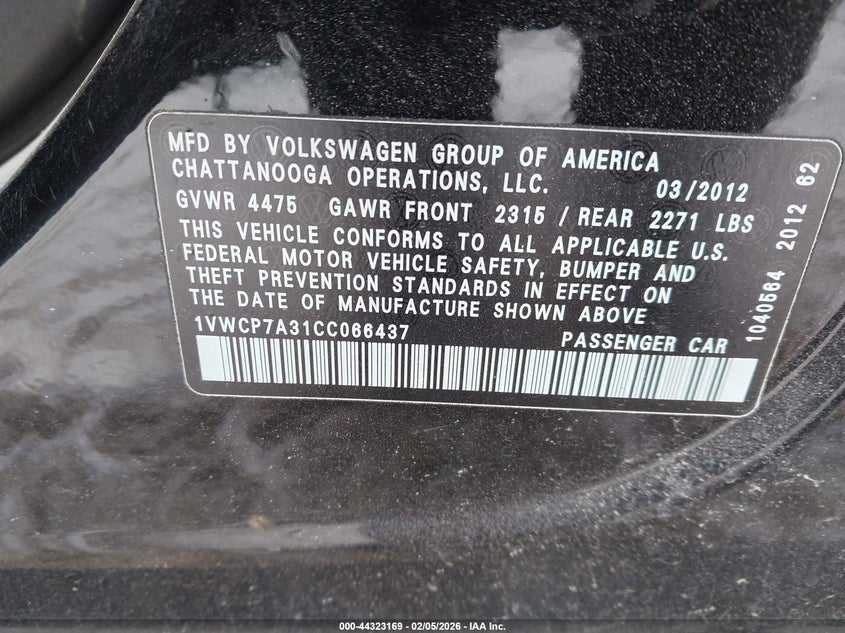 MFD BY VOLKSWAGEN GROUP OF AMERICA
CHATTANOOGA OPERATIONS, LLC. 03/2012
GVWR 4475 GAWR FRONT 2315 / REAR 2271 LBS
THIS VEHICLE CONFORMS TO ALL APPLICABLE U.S.
FEDERAL MOTOR VEHICLE SAFETY, BUMPER AND
THEFT PREVENTION STANDARDS IN EFFECT ON
THE DATE OF MANUFACTURE SHOWN ABOVE
1VWCP7A31CC066437 PASSENGER CAR
1040564 2012 62
000-44323169 - 02/05/2026 - IAA Inc.